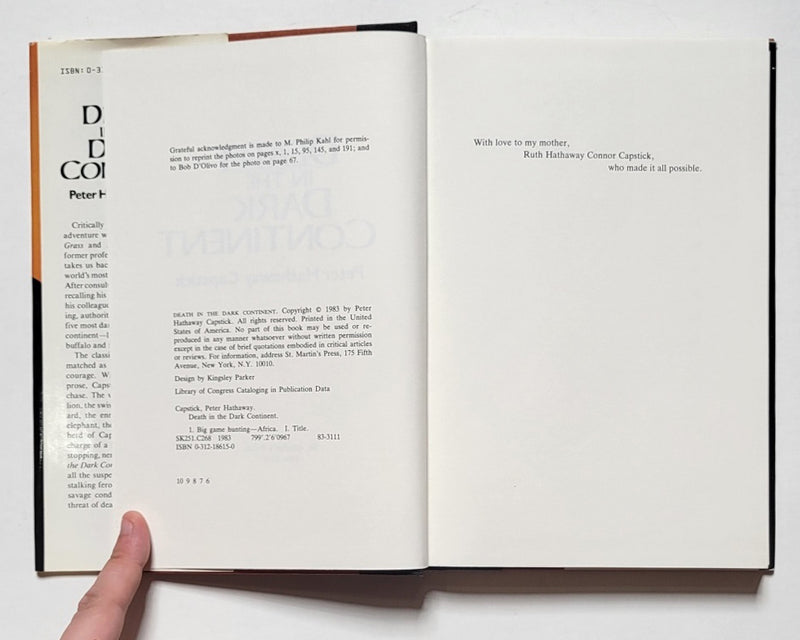 ISBN: 0-3
D
D
CO
Peter H
Critically
adventure w
Grass and
former profe
takes us bac
world's most
After consul
recalling his
his colleagu
ing, authorit
five most da
continent—
buffalo and
The classi
matched as
courage. W
prose, Caps
chase. The
lion, the swi
ard, the en
elephant, th
herd of Ca
charge of a
stopping, ne
the Dark Co
all the suspe
stalking fero
savage cond
threat of dea
Grateful acknowledgment is made to M. Philip Kahl for permis-
sion to reprint the photos on pages x, 1, 15, 95, 145, and 191; and
to Bob D'Olivo for the photo on page 67.
DARK
CONTINENT
Peter Hathaway Capstick
DEATH IN THE DARK CONTINENT. Copyright © 1983 by Peter
Hathaway Capstick. All rights reserved. Printed in the United
States of America. No part of this book may be used or re-
produced in any manner whatsoever without written permission
except in the case of brief quotations embodied in critical articles
or reviews. For information, address St. Martin's Press, 175 Fifth
Avenue, New York, N.Y. 10010.
Design by Kingsley Parker
Library of Congress Cataloging in Publication Data
Capstick, Peter Hathaway.
Death in the Dark Continent.
1. Big game hunting—Africa. I. Title.
SK251.C268 1983 799'.2'6'0967 83-3111
ISBN 0-312-18615-0
10 9 8 7 6
With love to my mother,
Ruth Hathaway Connor Capstick,
who made it all possible.